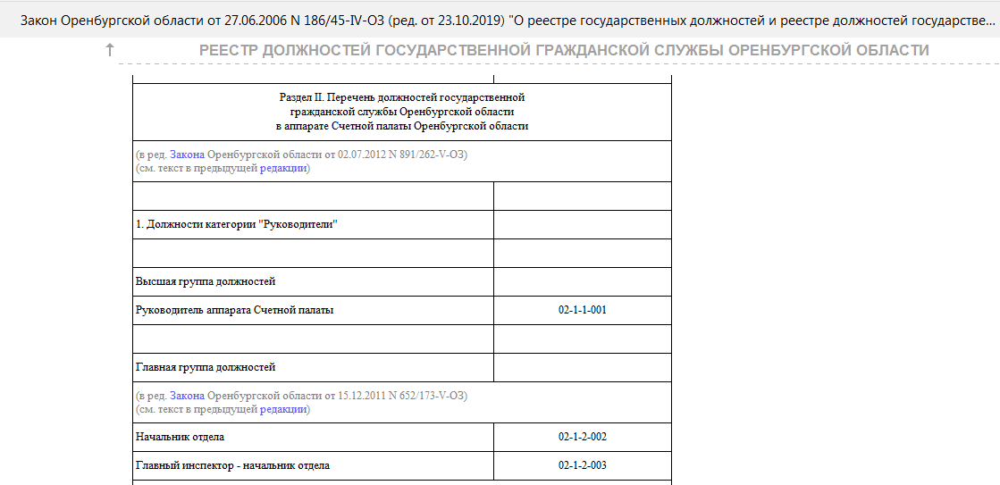 Закон Оренбургской области от 27.06.2006 N 186/45-IV-ОЗ (ред. от 23.10.2019) "О реестре государственных должностей и реестре должностей государстве...
↑ РЕЕСТР ДОЛЖНОСТЕЙ ГОСУДАРСТВЕННОЙ ГРАЖДАНСКОЙ СЛУЖБЫ ОРЕНБУРГСКОЙ ОБЛАСТИ
Раздел II. Перечень должностей государственной
гражданской службы Оренбургской области
в аппарате Счетной палаты Оренбургской области
(в ред. Закона Оренбургской области от 02.07.2012 N 891/262-V-ОЗ)
(см. текст в предыдущей редакции)
1. Должности категории "Руководители"
Высшая группа должностей
Руководитель аппарата Счетной палаты 02-1-1-001
Главная группа должностей
(в ред. Закона Оренбургской области от 15.12.2011 N 652/173-V-ОЗ)
(см. текст в предыдущей редакции)
Начальник отдела 02-1-2-002
Главный инспектор - начальник отдела 02-1-2-003